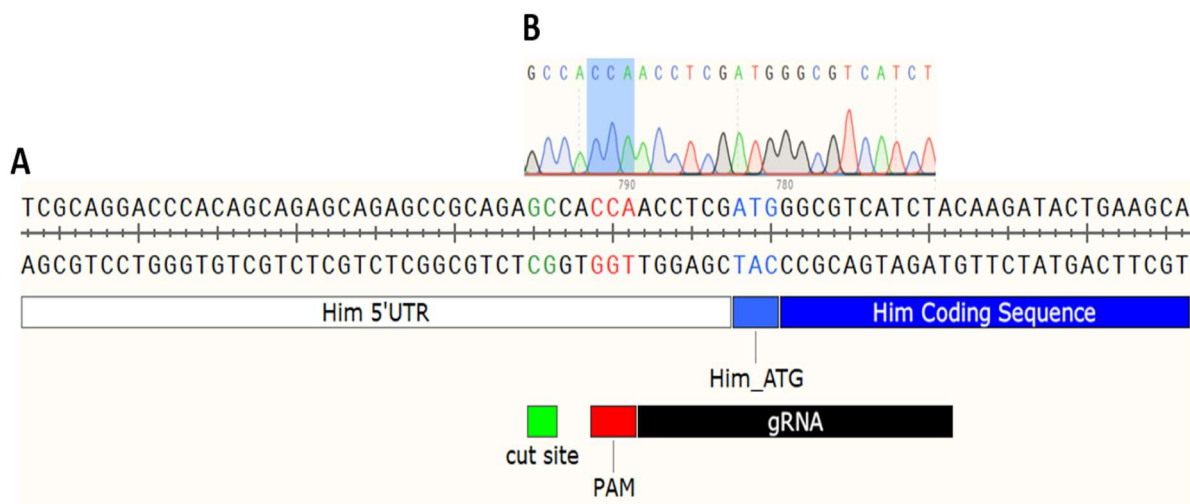 B
GCCACCAACCTCGATGGGCGTCATCT
790 780
A
TCGCAGGACCCACAGCAGAGCAGAGCCGCAGAGCCACCAACCTCGATGGGCGTCATCTACAAGATACTGAAGCA
AGCGTCCTGGGTGTCGTCTCGTCTCGGCGTCTCGGTGGTTGGAGCTACCCGCAGTAGATGTTCTATGACTTCGT
Him 5'UTR Him Coding Sequence
Him_ATG
gRNA
cut site
PAM